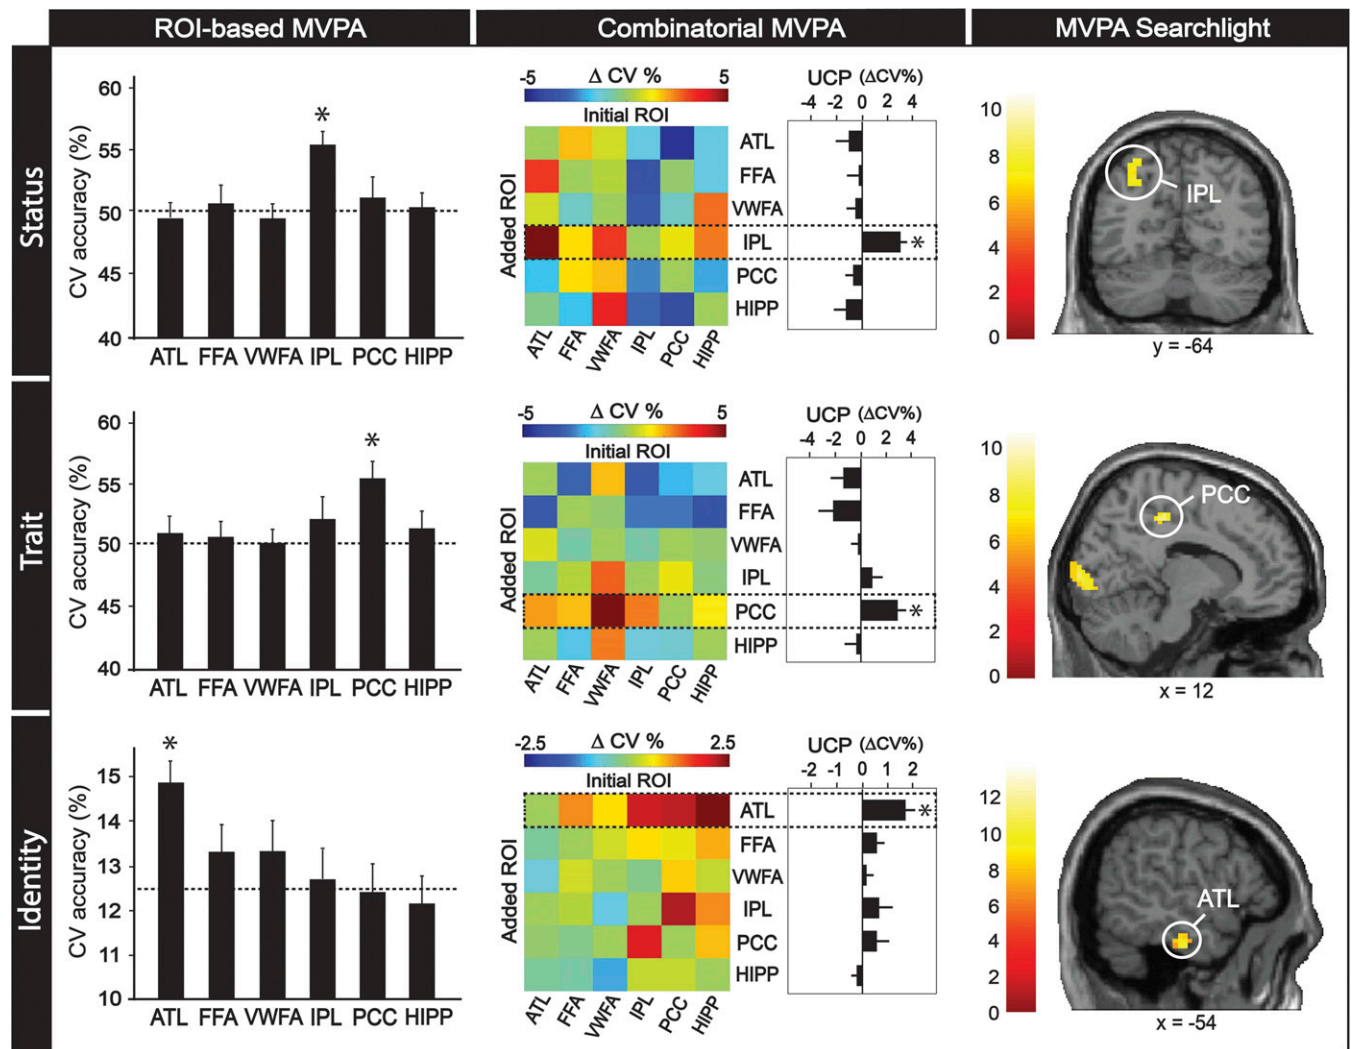 ROI-based MVPA
Combinatorial MVPA
MVPA Searchlight
Status
CV accuracy (%)
60
55
50
45
40
*
ATL FFA VWFA IPL PCC HIPP
Δ CV %
-5 5
Initial ROI
Added ROI
ATL
FFA
VWFA
IPL
PCC
HIPP
ATL FFA VWFA IPL PCC HIPP
UCP (ΔCV%)
-4 -2 0 2 4
*
10
8
6
4
2
0
IPL
y = -64
Trait
CV accuracy (%)
60
55
50
45
40
*
ATL FFA VWFA IPL PCC HIPP
Δ CV %
-5 5
Initial ROI
Added ROI
ATL
FFA
VWFA
IPL
PCC
HIPP
ATL FFA VWFA IPL PCC HIPP
UCP (ΔCV%)
-4 -2 0 2 4
*
10
8
6
4
2
0
PCC
x = 12
Identity
CV accuracy (%)
15
14
13
12
11
10
*
ATL FFA VWFA IPL PCC HIPP
Δ CV %
-2.5 2.5
Initial ROI
Added ROI
ATL
FFA
VWFA
IPL
PCC
HIPP
ATL FFA VWFA IPL PCC HIPP
UCP (ΔCV%)
-2 -1 0 1 2
*
12
10
8
6
4
2
0
ATL
x = -54